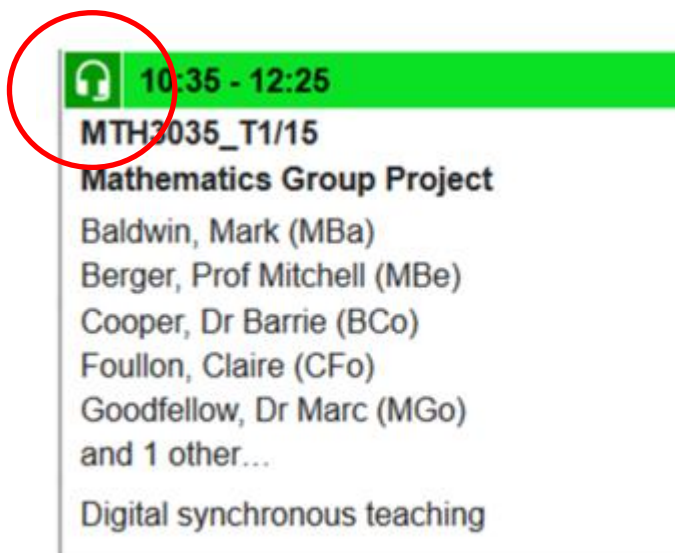 10:35 - 12:25
MTH3035_T1/15
Mathematics Group Project
Baldwin, Mark (MBa)
Berger, Prof Mitchell (MBe)
Cooper, Dr Barrie (BCo)
Foullon, Claire (CFo)
Goodfellow, Dr Marc (MGo)
and 1 other...
Digital synchronous teaching